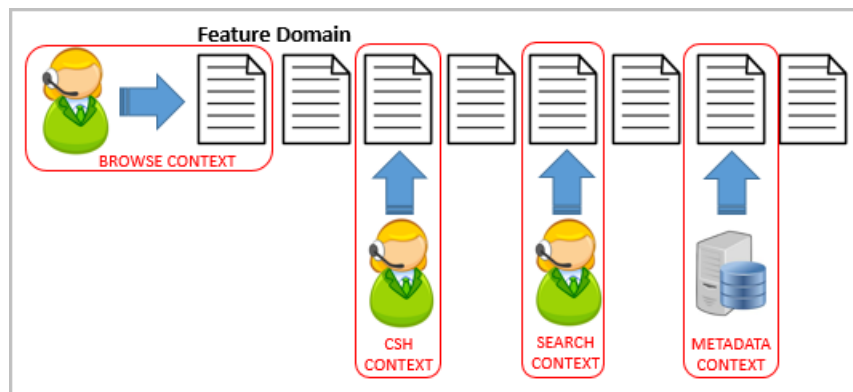 Feature Domain
BROWSE CONTEXT
CSH
CONTEXT
SEARCH
CONTEXT
METADATA
CONTEXT